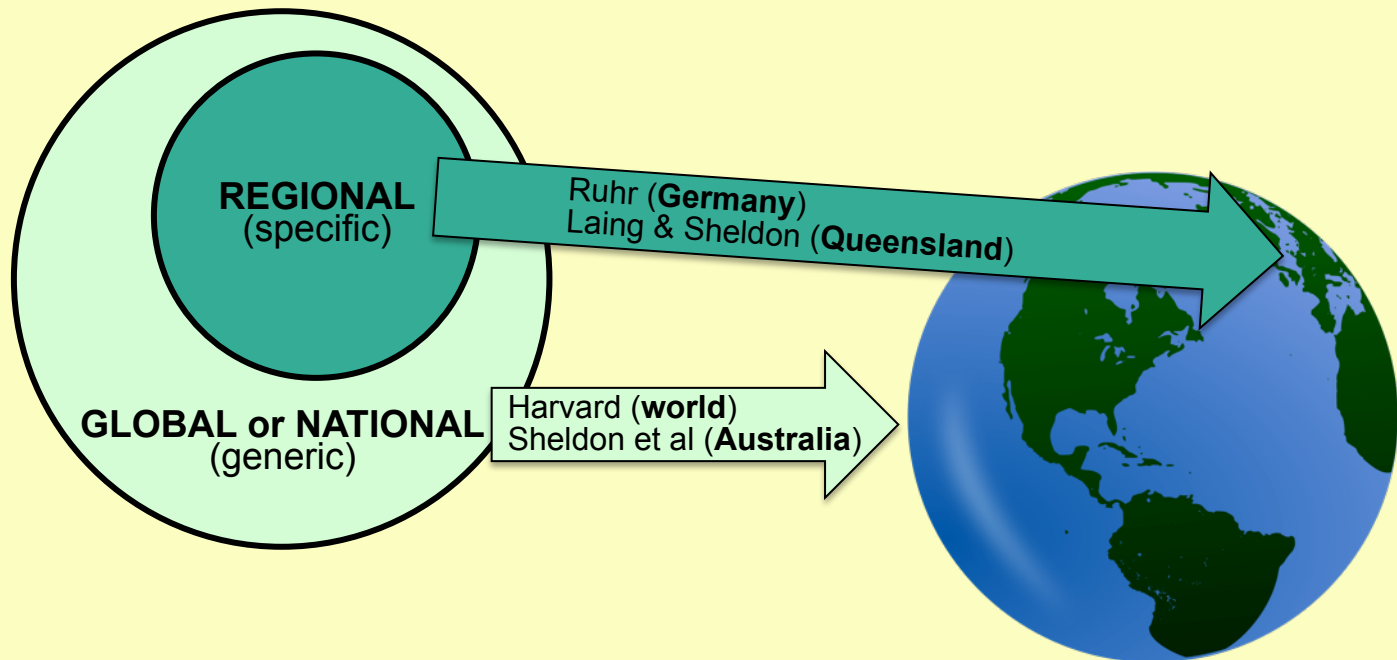 REGIONAL
(specific)
Ruhr (Germany)
Laing & Sheldon (Queensland)
GLOBAL or NATIONAL
(generic)
Harvard (world)
Sheldon et al (Australia)